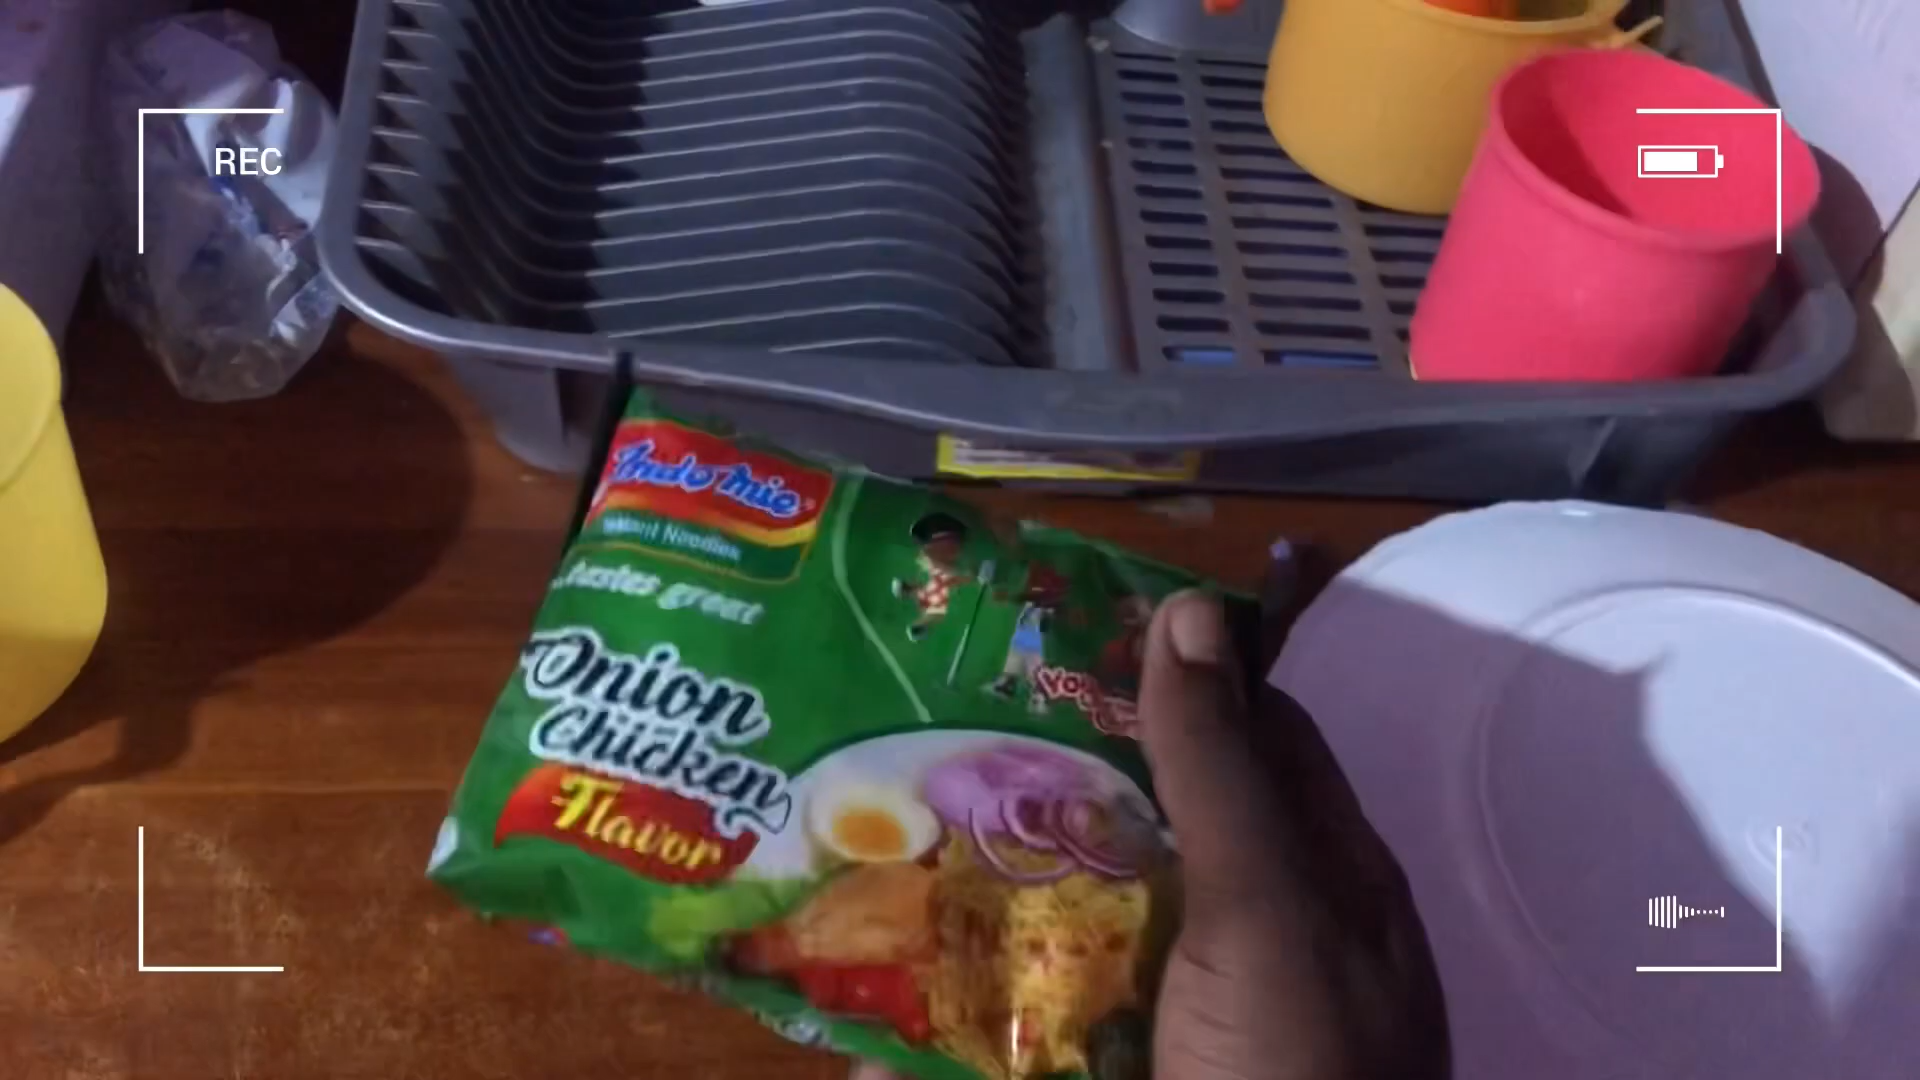 REC
Indomie
Instant Noodles
...tastes great
Onion
Chicken
Flavor